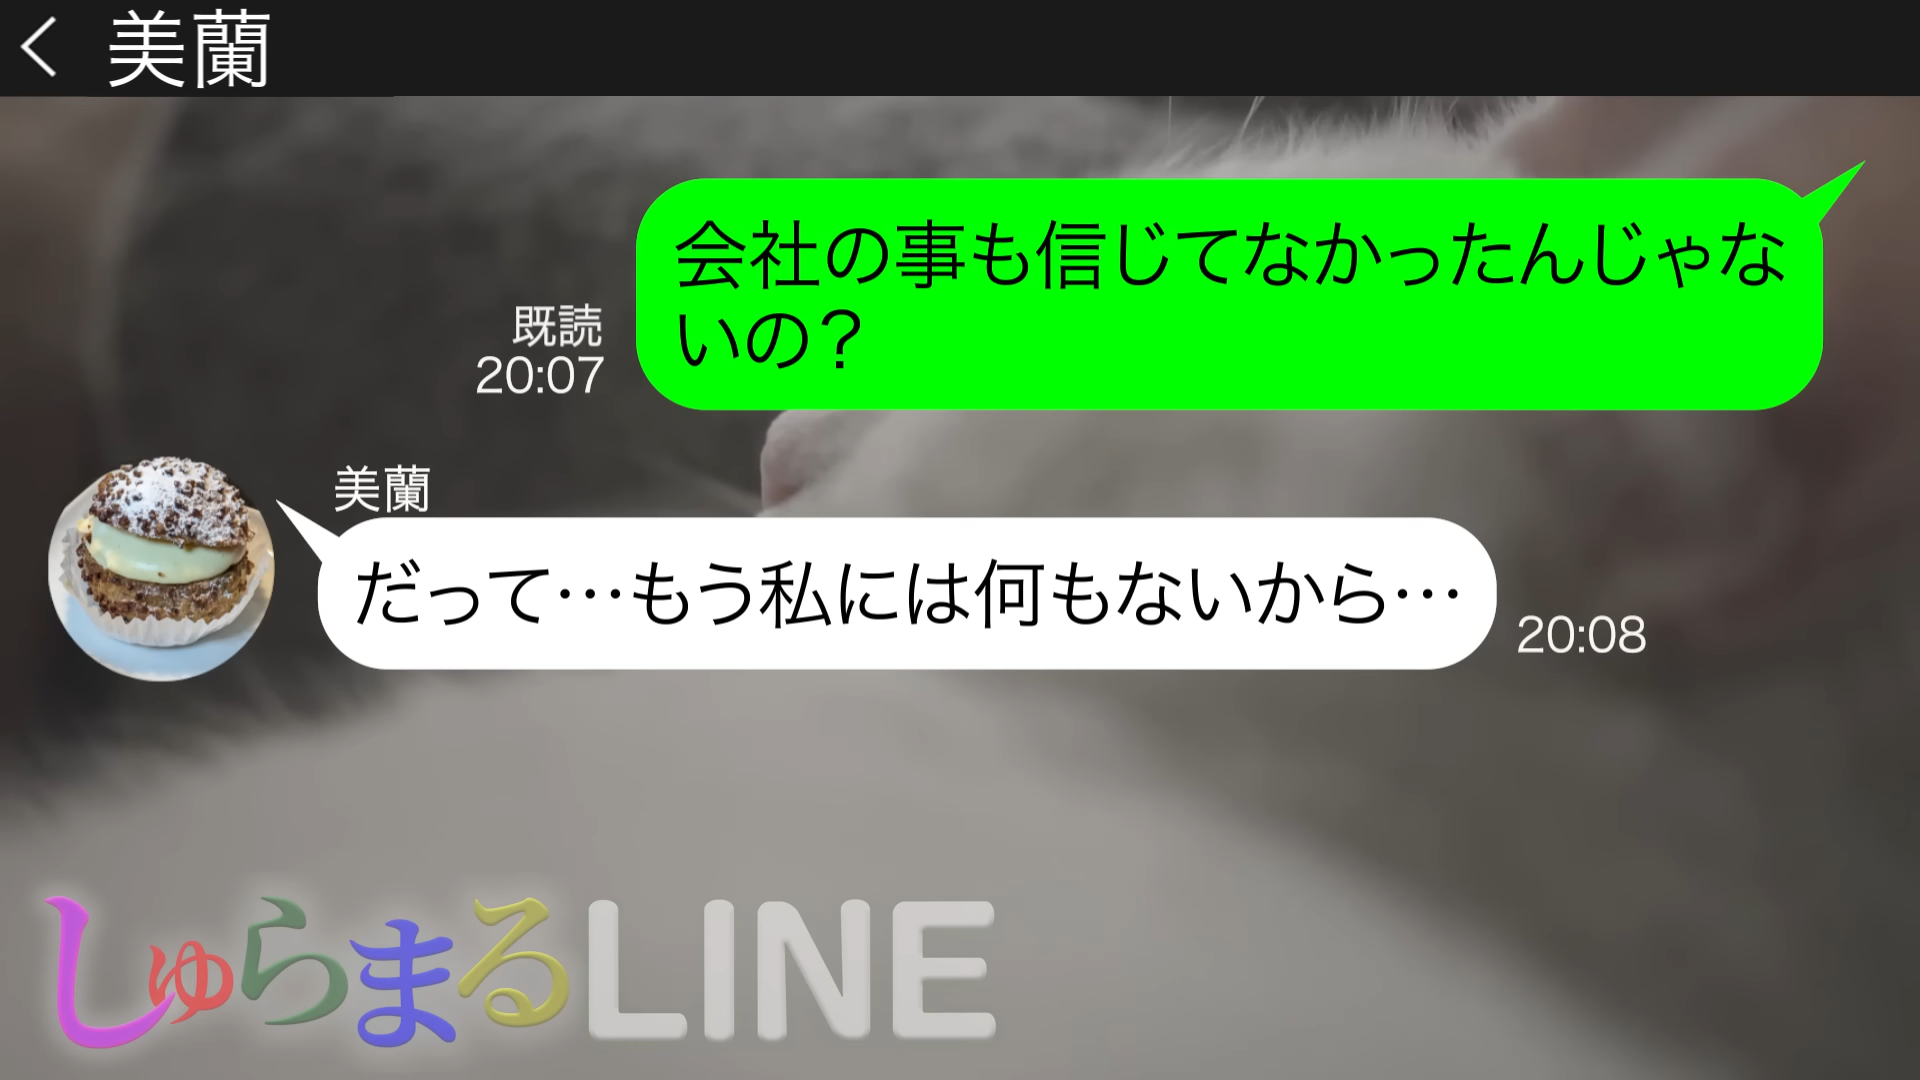 美蘭
会社の事も信じてなかったんじゃな
いの？
既読
20:07
美蘭
だって…もう私には何もないから…
20:08
しゅらまるLINE